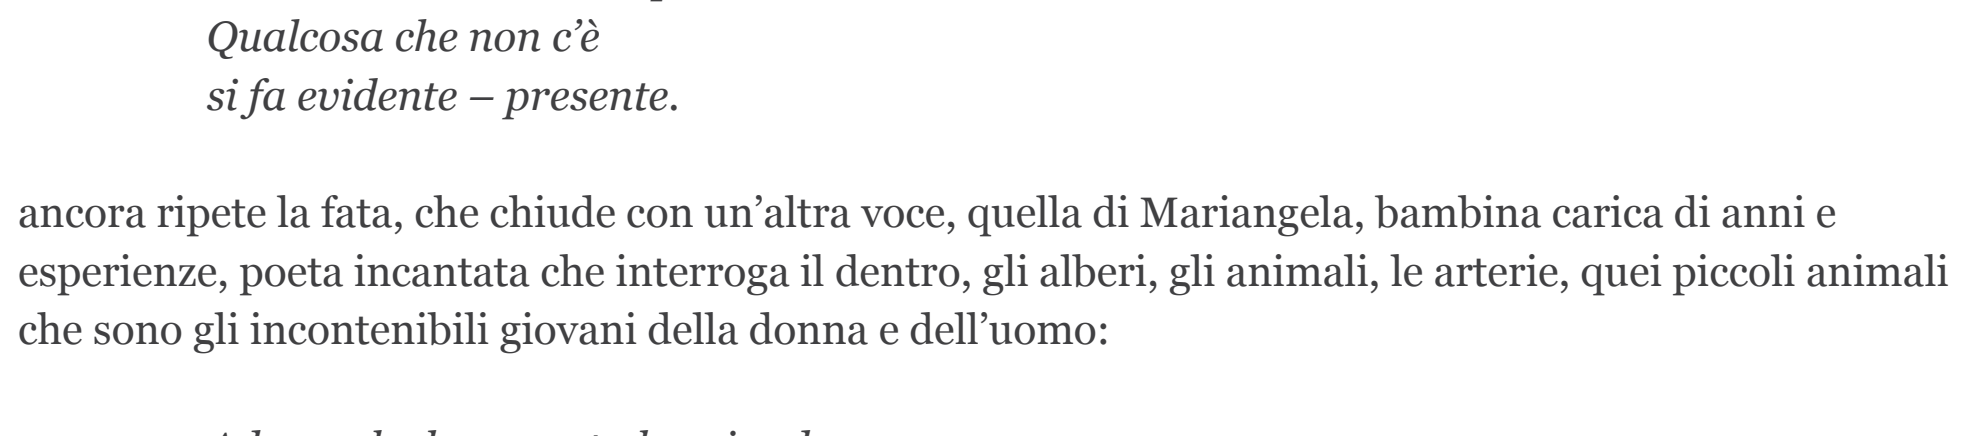 Qualcosa che non c’è
si fa evidente – presente.
ancora ripete la fata, che chiude con un’altra voce, quella di Mariangela, bambina carica di anni e
esperienze, poeta incantata che interroga il dentro, gli alberi, gli animali, le arterie, quei piccoli animali
che sono gli incontenibili giovani della donna e dell’uomo: